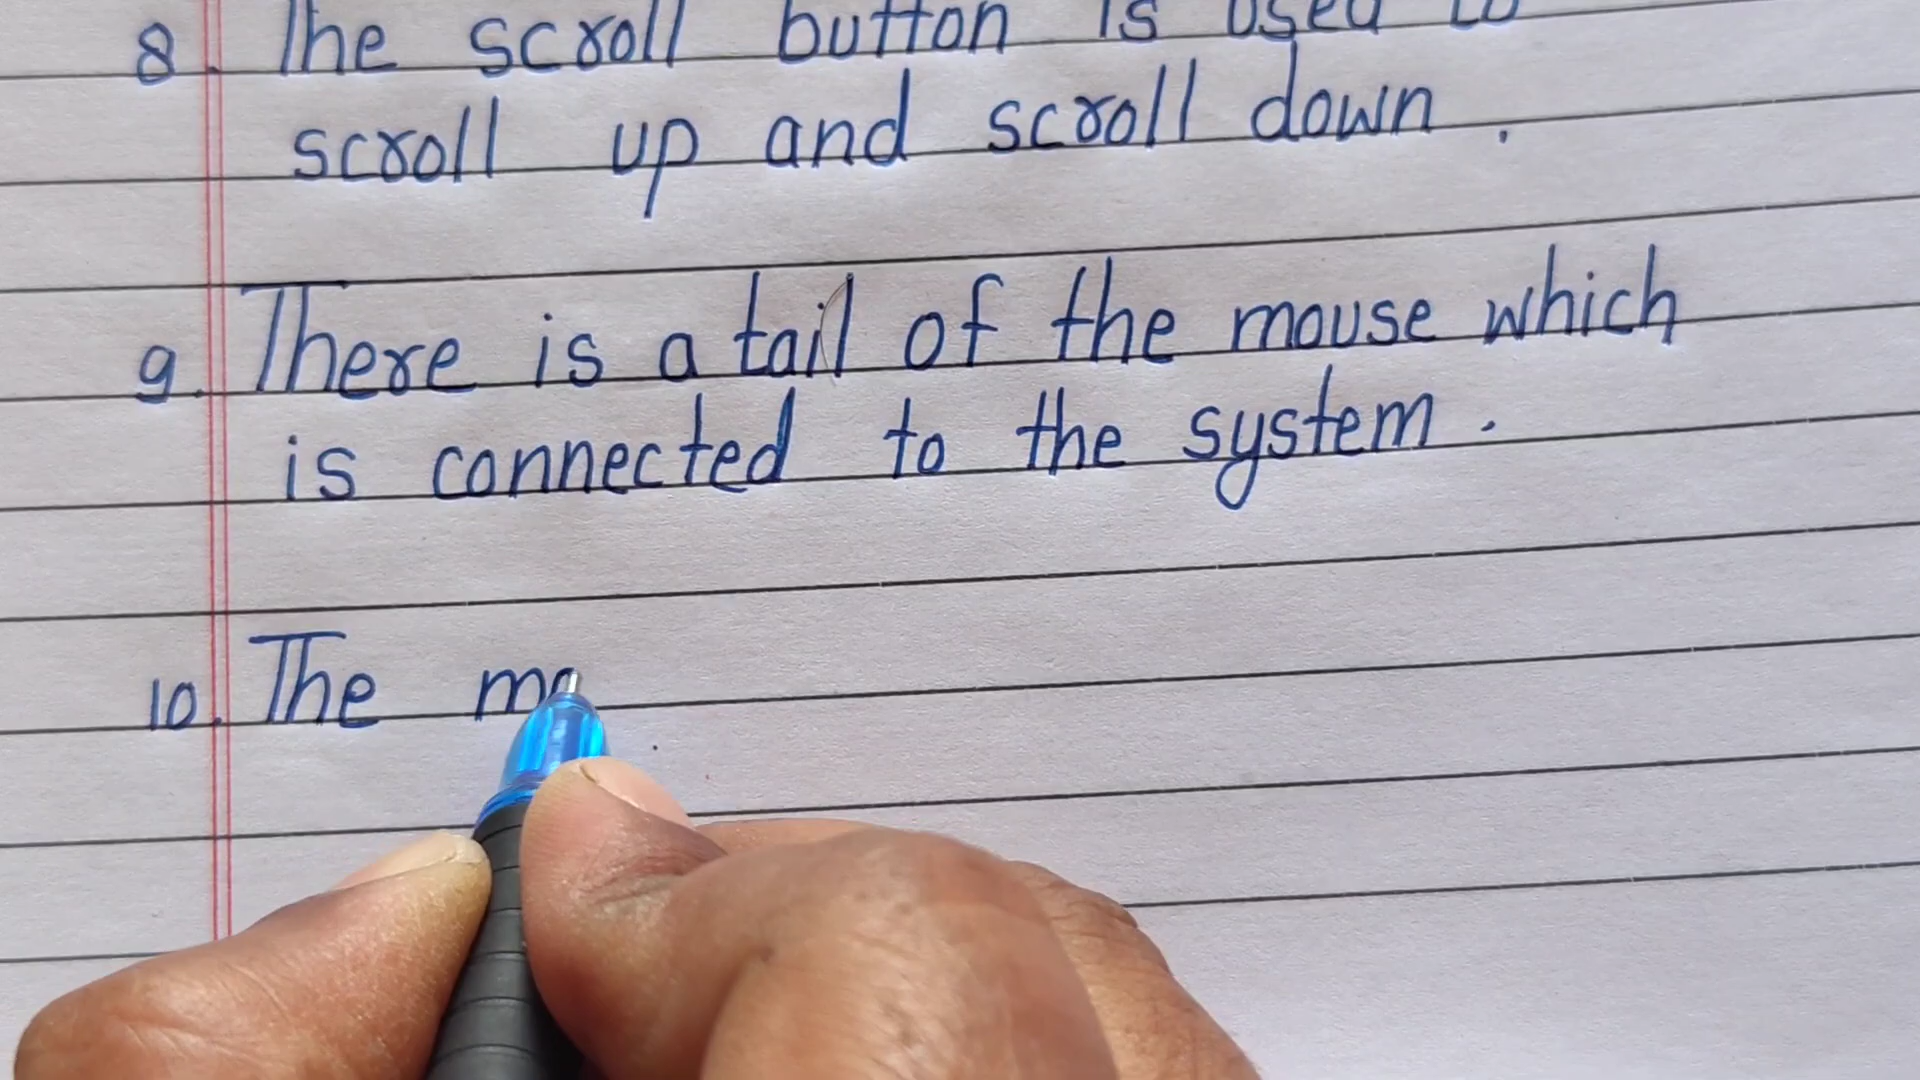 8. The scroll button is used to
scroll up and scroll down.
9. There is a tail of the mouse which
is connected to the system.
10. The mo